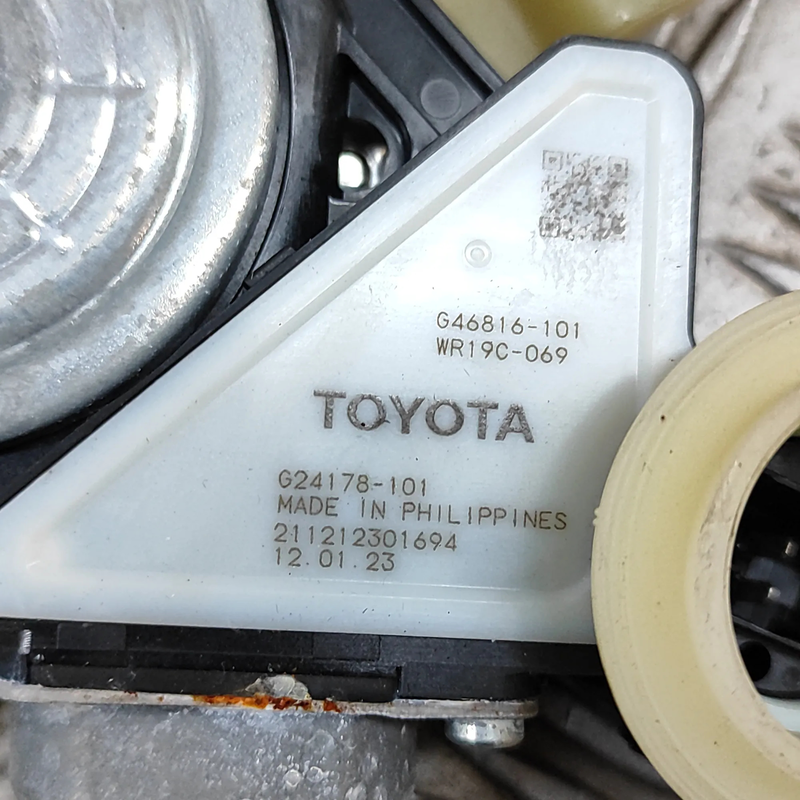 G46816-101
WR19C-069
TOYOTA
G24178-101
MADE IN PHILIPPINES
211212301694
12.01.23